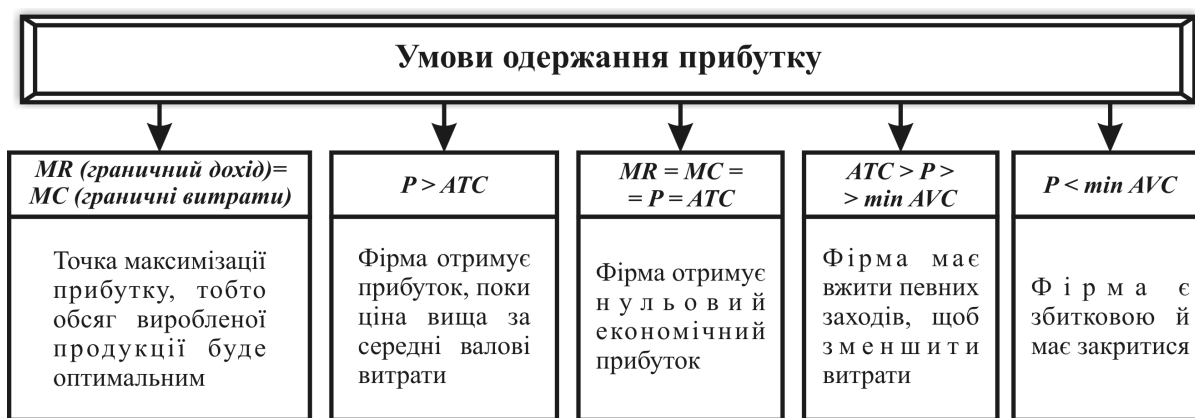 Умови одержання прибутку
MR (граничний дохід)=
MC (граничні витрати)
Точка максимізації
прибутку, тобто
обсяг виробленої
продукції буде
оптимальним
P > ATC
Фірма отримує
прибуток, поки
ціна вища за
середні валові
витрати
MR = MC =
= P = ATC
Фірма отримує
нульовий
економічний
прибуток
ATC > P >
> min AVC
Фірма має
вжити певних
заходів, щоб
зменшити
витрати
P < min AVC
Фірма є
збитковою й
має закритися